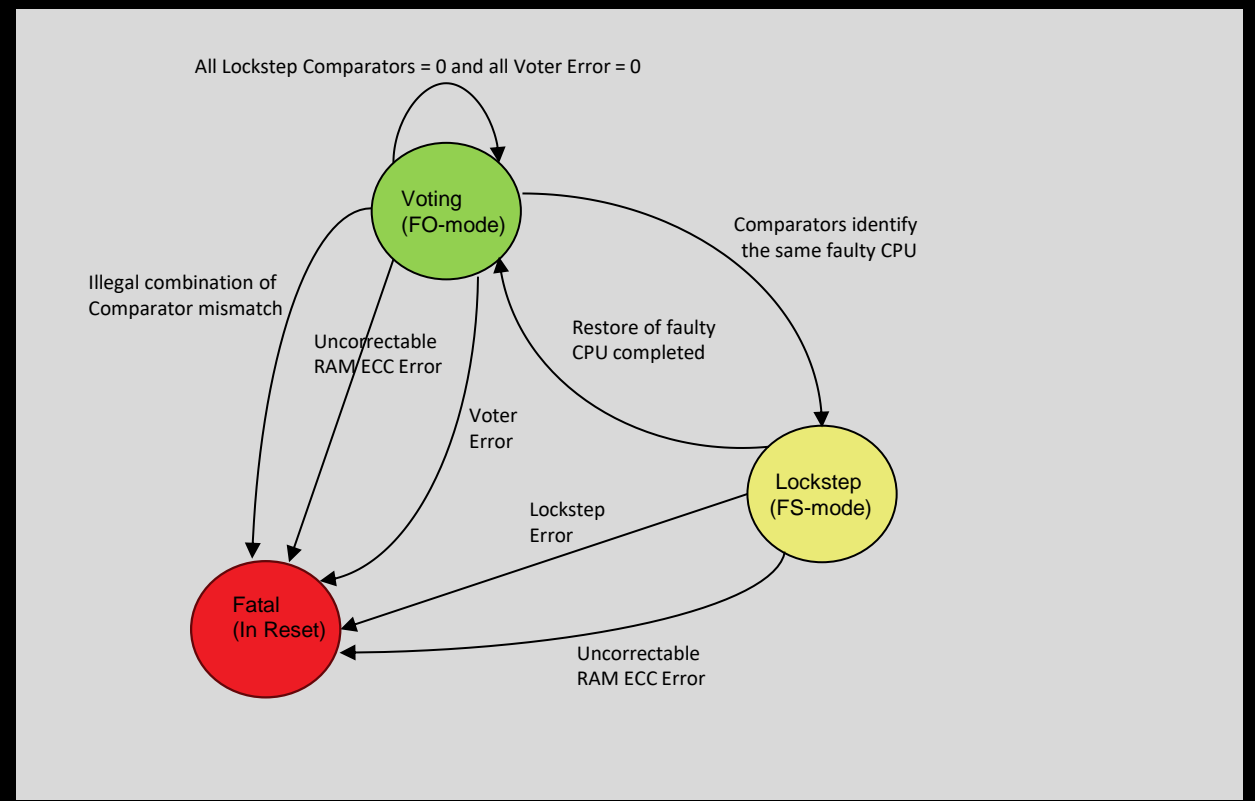 All Lockstep Comparators = 0 and all Voter Error = 0
Voting
(FO-mode)
Comparators identify
the same faulty CPU
Illegal combination of
Comparator mismatch
Uncorrectable
RAM ECC Error
Restore of faulty
CPU completed
Voter
Error
Lockstep
(FS-mode)
Lockstep
Error
Fatal
(In Reset)
Uncorrectable
RAM ECC Error